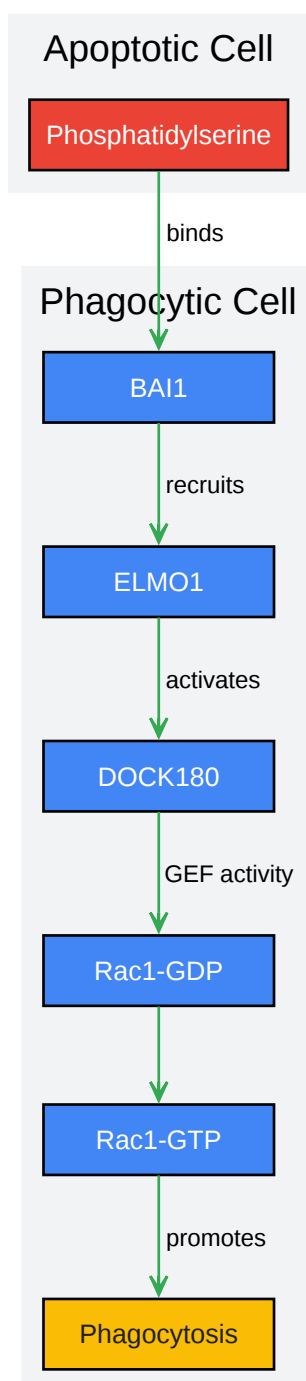 Apoptotic Cell
Phosphatidylserine
binds
Phagocytic Cell
BAI1
recruits
ELMO1
activates
DOCK180
GEF activity
Rac1-GDP
Rac1-GTP
promotes
Phagocytosis